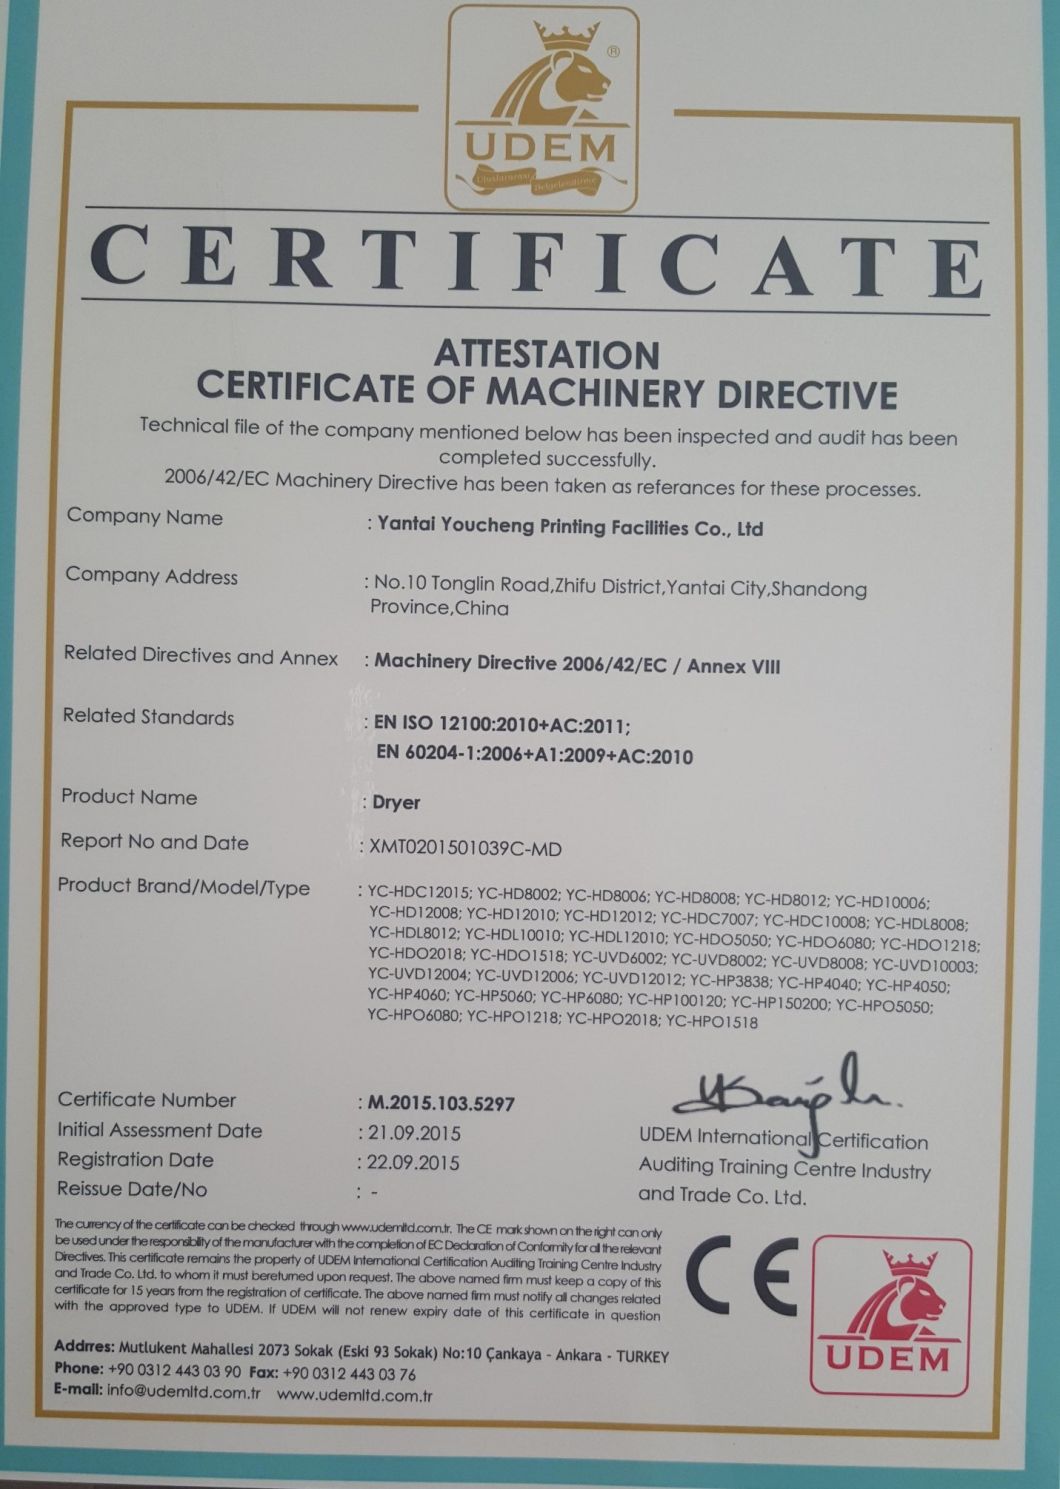 ®
UDEM
Uluslararası Belgelendirme
CERTIFICATE
ATTESTATION
CERTIFICATE OF MACHINERY DIRECTIVE
Technical file of the company mentioned below has been inspected and audit has been
completed successfully.
2006/42/EC Machinery Directive has been taken as referances for these processes.
Company Name : Yantai Youcheng Printing Facilities Co., Ltd
Company Address : No.10 Tonglin Road,Zhifu District,Yantai City,Shandong
Province,China
Related Directives and Annex : Machinery Directive 2006/42/EC / Annex VIII
Related Standards : EN ISO 12100:2010+AC:2011;
EN 60204-1:2006+A1:2009+AC:2010
Product Name : Dryer
Report No and Date : XMT0201501039C-MD
Product Brand/Model/Type : YC-HDC12015; YC-HD8002; YC-HD8006; YC-HD8008; YC-HD8012; YC-HD10006;
YC-HD12008; YC-HD12010; YC-HD12012; YC-HDC7007; YC-HDC10008; YC-HDL8008;
YC-HDL8012; YC-HDL10010; YC-HDL12010; YC-HDO5050; YC-HDO6080; YC-HDO1218;
YC-HDO2018; YC-HDO1518; YC-UVD6002; YC-UVD8002; YC-UVD8008; YC-UVD10003;
YC-UVD12004; YC-UVD12006; YC-UVD12012; YC-HP3838; YC-HP4040; YC-HP4050;
YC-HP4060; YC-HP5060; YC-HP6080; YC-HP100120; YC-HP150200; YC-HPO5050;
YC-HPO6080; YC-HPO1218; YC-HPO2018; YC-HPO1518
Certificate Number : M.2015.103.5297
Initial Assessment Date : 21.09.2015
Registration Date : 22.09.2015
Reissue Date/No : -
UDEM International Certification
Auditing Training Centre Industry
and Trade Co. Ltd.
The currency of the certificate can be checked through www.udemltd.com.tr. The CE mark shown on the right can only
be used under the responsibility of the manufacturer with the completion of EC Declaration of Conformity for all the relevant
Directives. This certificate remains the property of UDEM International Certification Auditing Training Centre Industry
and Trade Co. Ltd. to whom it must bereturned upon request. The above named firm must keep a copy of this
certificate for 15 years from the registration of certificate. The above named firm must notify all changes related
with the approved type to UDEM. If UDEM will not renew expiry date of this certificate in question
CE
UDEM
Addrres: Mutlukent Mahallesi 2073 Sokak (Eski 93 Sokak) No:10 Çankaya - Ankara - TURKEY
Phone: +90 0312 443 03 90 Fax: +90 0312 443 03 76
E-mail: info@udemltd.com.tr www.udemltd.com.tr